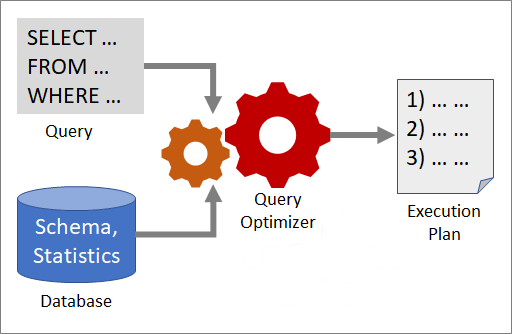 SELECT ...
FROM ...
WHERE ...
Query
Schema,
Statistics
Database
Query
Optimizer
1) ... ...
2) ... ...
3) ... ...
Execution
Plan